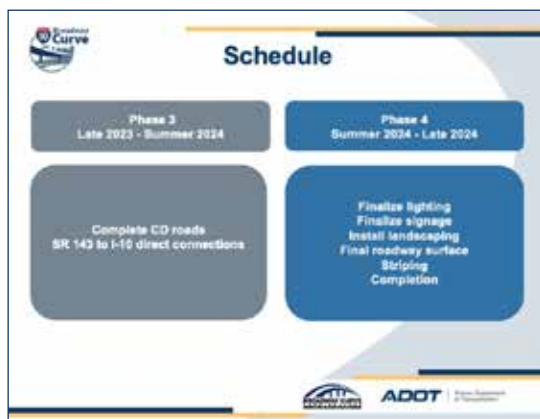 Broadway
Curve
Schedule
Phase 3
Late 2023 - Summer 2024
Complete CD roads
SR 143 to I-10 direct connections
Phase 4
Summer 2024 - Late 2024
Finalize lighting
Finalize signage
Install landscaping
Final roadway surface
Striping
Completion
ADOT